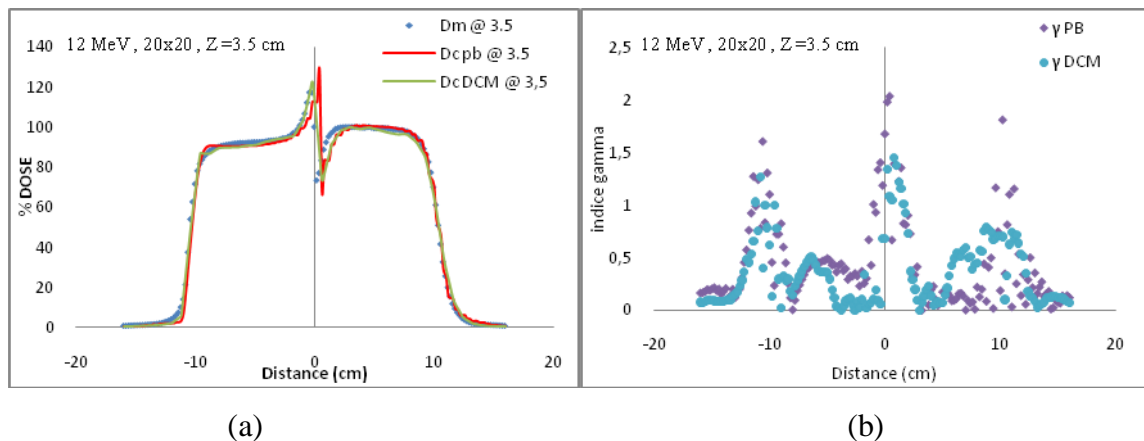 12 MeV , 20x20 , Z =3.5 cm
Dm @ 3.5
Dcpb @ 3.5
DcDCM @ 3,5
140
120
100
80
60
40
20
0
% DOSE
-20
-10
0
10
20
Distance (cm)
(a)
12 MeV , 20x20 , Z =3.5 cm
γ PB
γ DCM
2,5
2
1,5
1
0,5
0
indice gamma
-20
-10
0
10
20
Distance (cm)
(b)